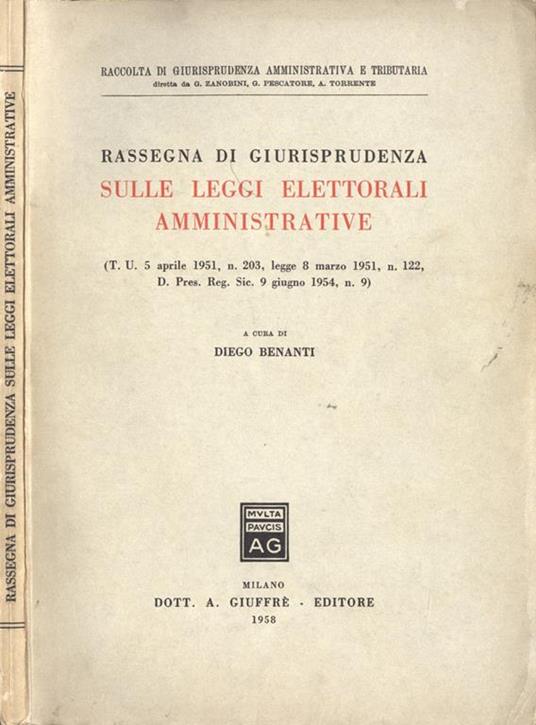 RASSEGNA DI GIURISPRUDENZA SULLE LEGGI ELETTORALI AMMINISTRATIVE
RACCOLTA DI GIURISPRUDENZA AMMINISTRATIVA E TRIBUTARIA
diretta da G. ZANOBINI, G. PESCATORE, A. TORRENTE
RASSEGNA DI GIURISPRUDENZA
SULLE LEGGI ELETTORALI
AMMINISTRATIVE
(T. U. 5 aprile 1951, n. 203, legge 8 marzo 1951, n. 122,
D. Pres. Reg. Sic. 9 giugno 1954, n. 9)
A CURA DI
DIEGO BENANTI
MVLTA
PAVCIS
AG
MILANO
DOTT. A. GIUFFRÈ - EDITORE
1958